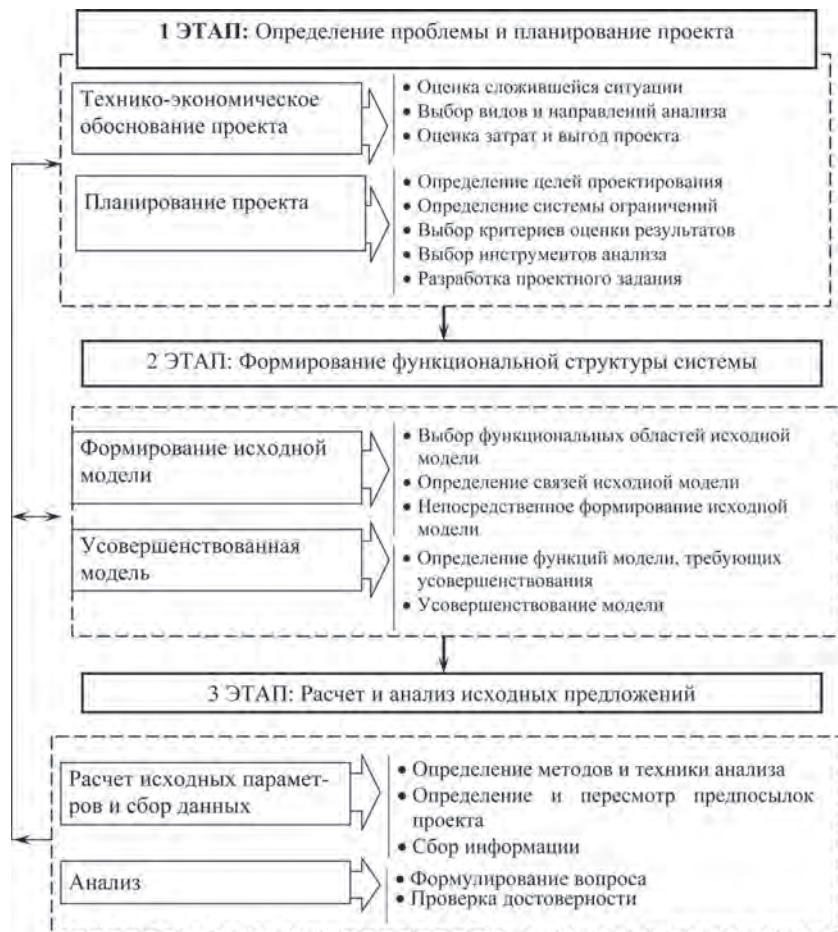 1 ЭТАП: Определение проблемы и планирование проекта
Технико-экономическое
обоснование проекта
• Оценка сложившейся ситуации
• Выбор видов и направлений анализа
• Оценка затрат и выгод проекта
Планирование проекта
• Определение целей проектирования
• Определение системы ограничений
• Выбор критериев оценки результатов
• Выбор инструментов анализа
• Разработка проектного задания
2 ЭТАП: Формирование функциональной структуры системы
Формирование исходной
модели
• Выбор функциональных областей исходной
модели
• Определение связей исходной модели
• Непосредственное формирование исходной
модели
Усовершенствованная
модель
• Определение функций модели, требующих
усовершенствования
• Усовершенствование модели
3 ЭТАП: Расчет и анализ исходных предложений
Расчет исходных парамет-
ров и сбор данных
• Определение методов и техники анализа
• Определение и пересмотр предпосылок
проекта
• Сбор информации
Анализ
• Формулирование вопроса
• Проверка достоверности